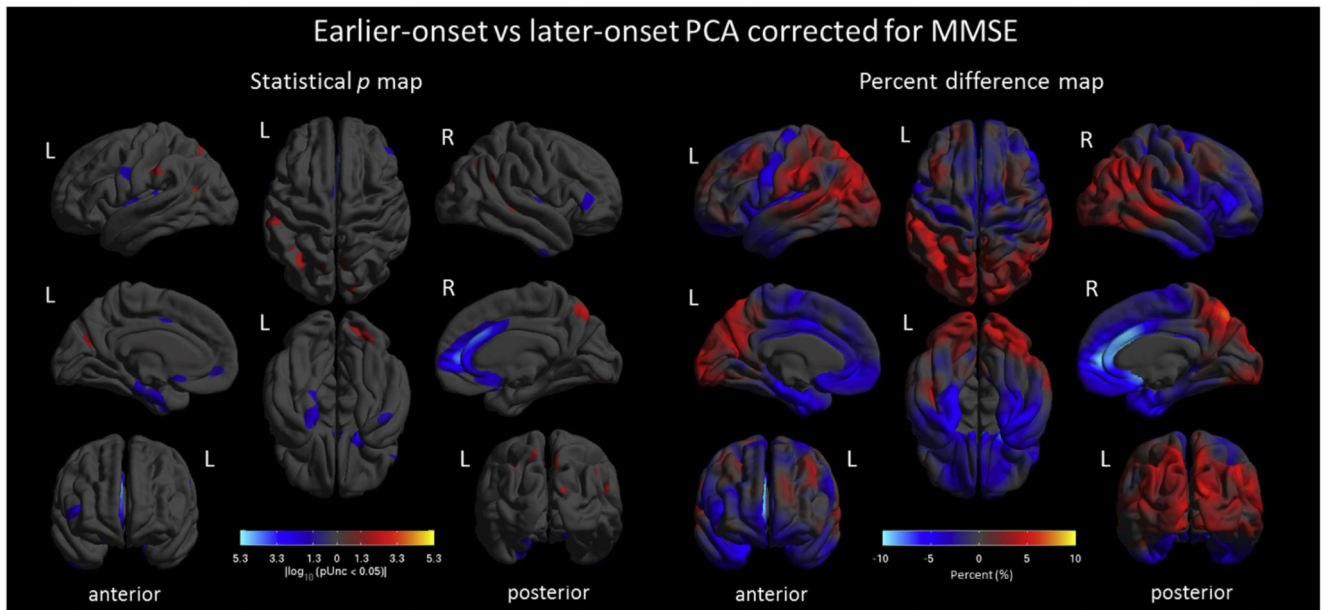 Earlier-onset vs later-onset PCA corrected for MMSE
Statistical p map
Percent difference map
L
L
R
L
L
R
L
L
R
L
L
R
L
L
L
L
5.3 3.3 1.3 0 1.3 3.3 5.3
|log10 (pUnc < 0.05)|
-10 -5 0 5 10
Percent (%)
anterior
posterior
anterior
posterior